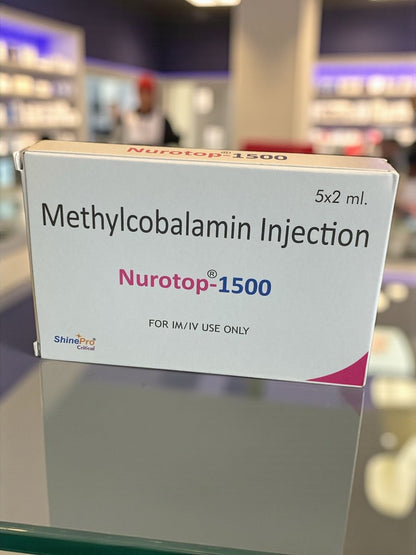 Nurotop®-1500
5x2 ml.
Methylcobalamin Injection
Nurotop®-1500
FOR IM/IV USE ONLY
ShinePro
Critical